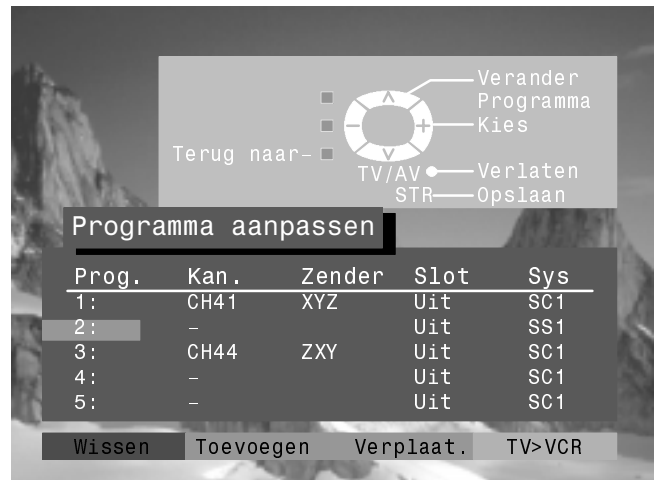 Verander
Programma
Kies
Terug naar
TV/AV Verlaten
STR Opslaan
Programma aanpassen
Prog. Kan. Zender Slot Sys
1: CH41 XYZ Uit SC1
2: - Uit SS1
3: CH44 ZXY Uit SC1
4: - Uit SC1
5: - Uit SC1
Wissen Toevoegen Verplaat. TV>VCR